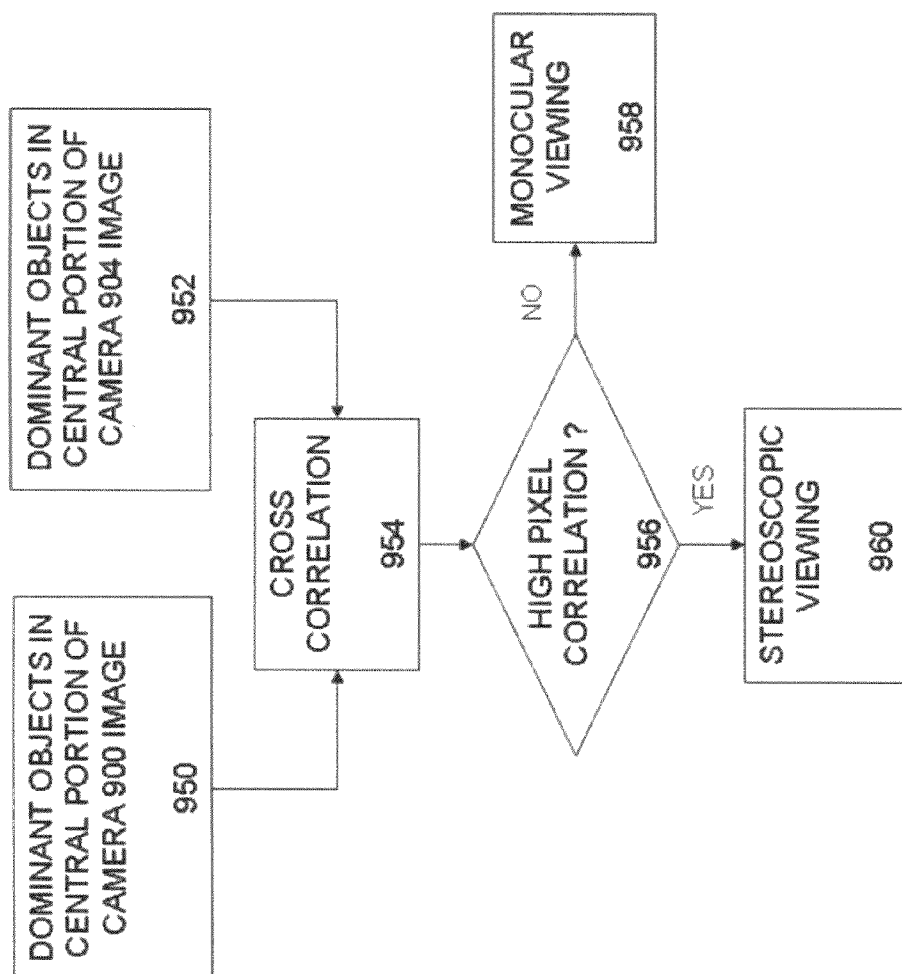 DOMINANT OBJECTS IN
CENTRAL PORTION OF
CAMERA 900 IMAGE
950
DOMINANT OBJECTS IN
CENTRAL PORTION OF
CAMERA 904 IMAGE
952
CROSS
CORRELATION
954
HIGH PIXEL
CORRELATION ?
956
NO
MONOCULAR
VIEWING
958
YES
STEREOSCOPIC
VIEWING
960